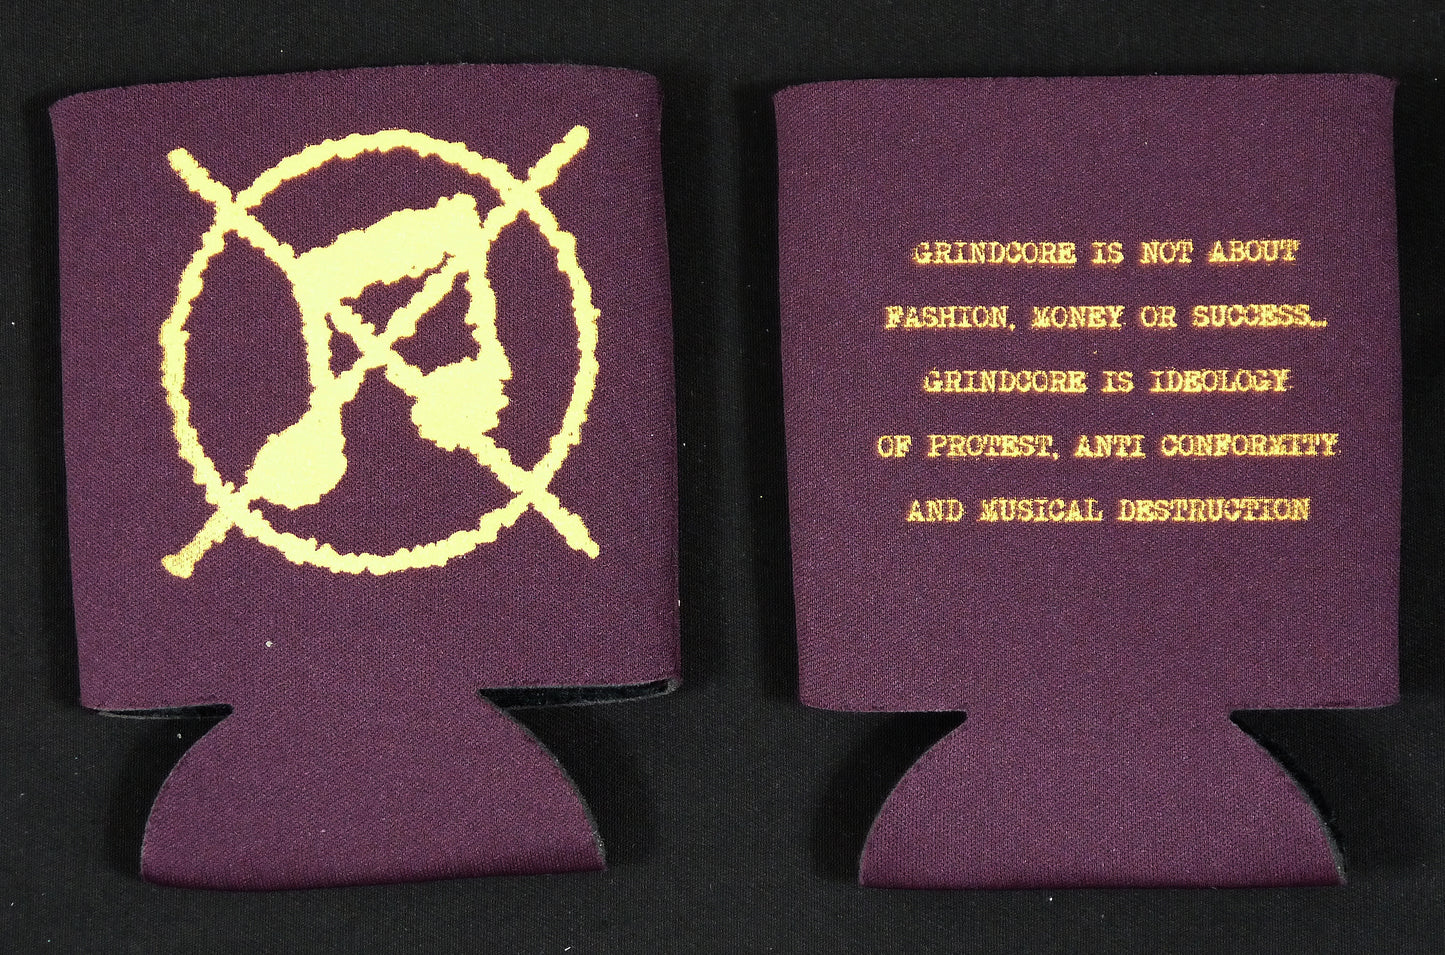 GRINDCORE IS NOT ABOUT
FASHION, MONEY OR SUCCESS...
GRINDCORE IS IDEOLOGY
OF PROTEST, ANTI CONFORMITY
AND MUSICAL DESTRUCTION